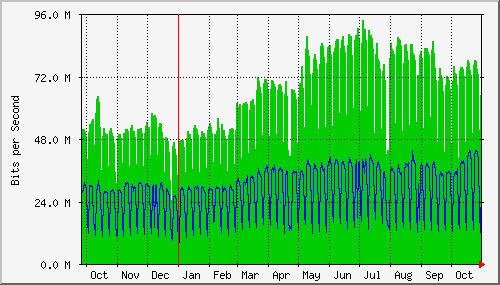 96.0 M
72.0 M
48.0 M
24.0 M
0.0 M
Bits per Second
Oct Nov Dec Jan Feb Mar Apr May Jun Jul Aug Sep Oct